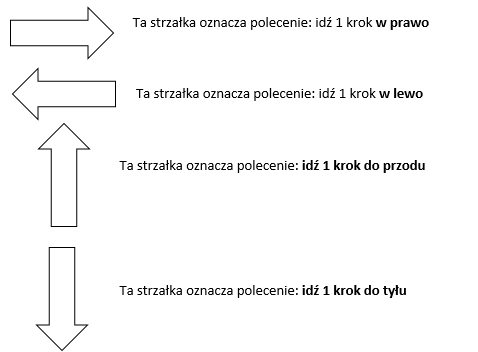 Ta strzałka oznacza polecenie: idź 1 krok w prawo
Ta strzałka oznacza polecenie: idź 1 krok w lewo
Ta strzałka oznacza polecenie: idź 1 krok do przodu
Ta strzałka oznacza polecenie: idź 1 krok do tyłu